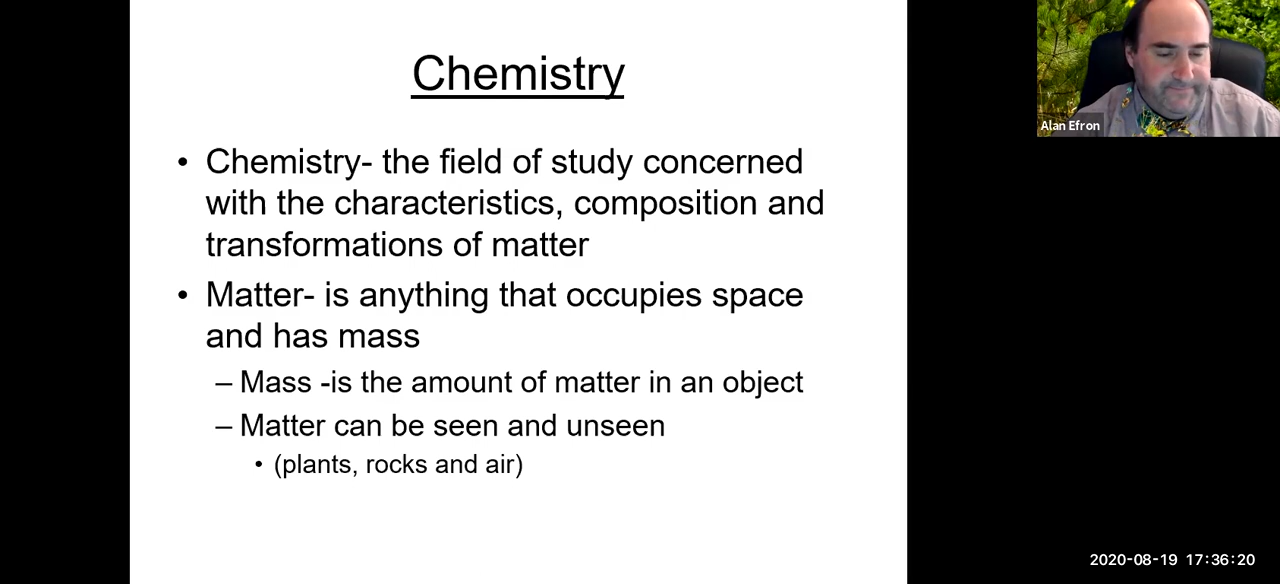 Chemistry
• Chemistry- the field of study concerned
with the characteristics, composition and
transformations of matter
• Matter- is anything that occupies space
and has mass
– Mass -is the amount of matter in an object
– Matter can be seen and unseen
• (plants, rocks and air)
Alan Efron
2020-08-19 17:36:20